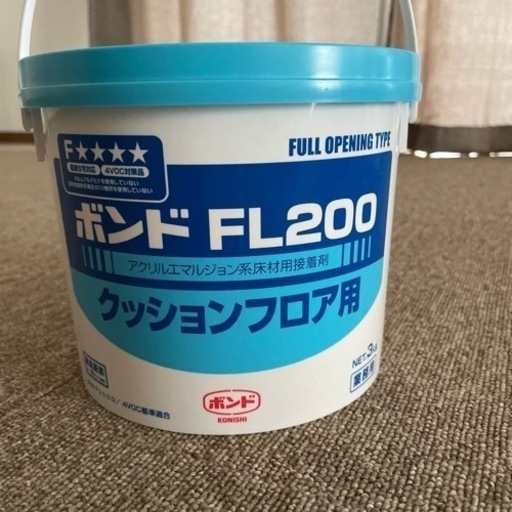 FULL OPENING TYPE
F★★★★
4VOC対策品
ボンド FL200
アクリルエマルジョン系床材用接着剤
クッションフロア用
NET.3kg
業務用
ボンド
KONISHI
4VOC基準適合